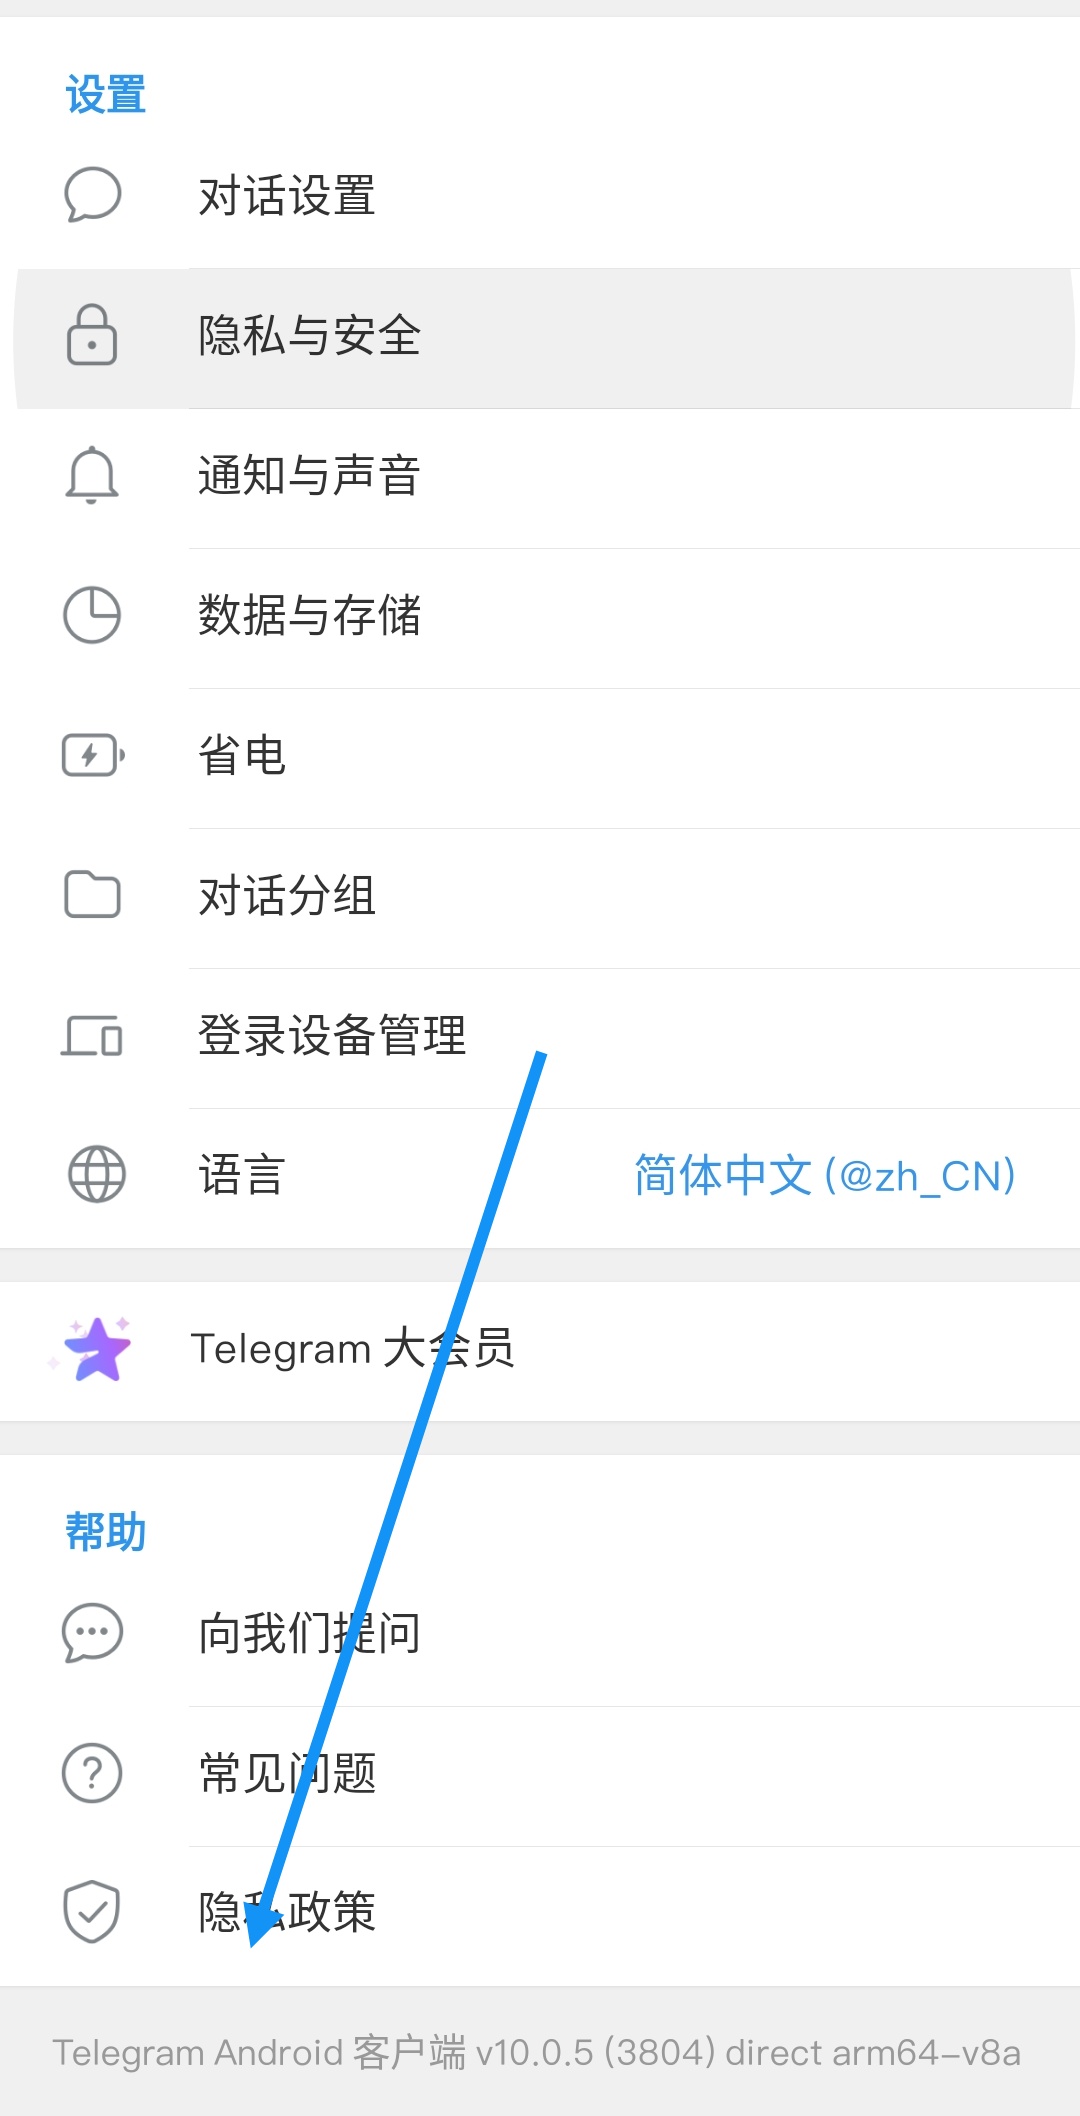 设置
对话设置
隐私与安全
通知与声音
数据与存储
省电
对话分组
登录设备管理
语言 简体中文 (@zh_CN)
Telegram 大会员
帮助
向我们提问
常见问题
隐私政策
Telegram Android 客户端 v10.0.5 (3804) direct arm64-v8a